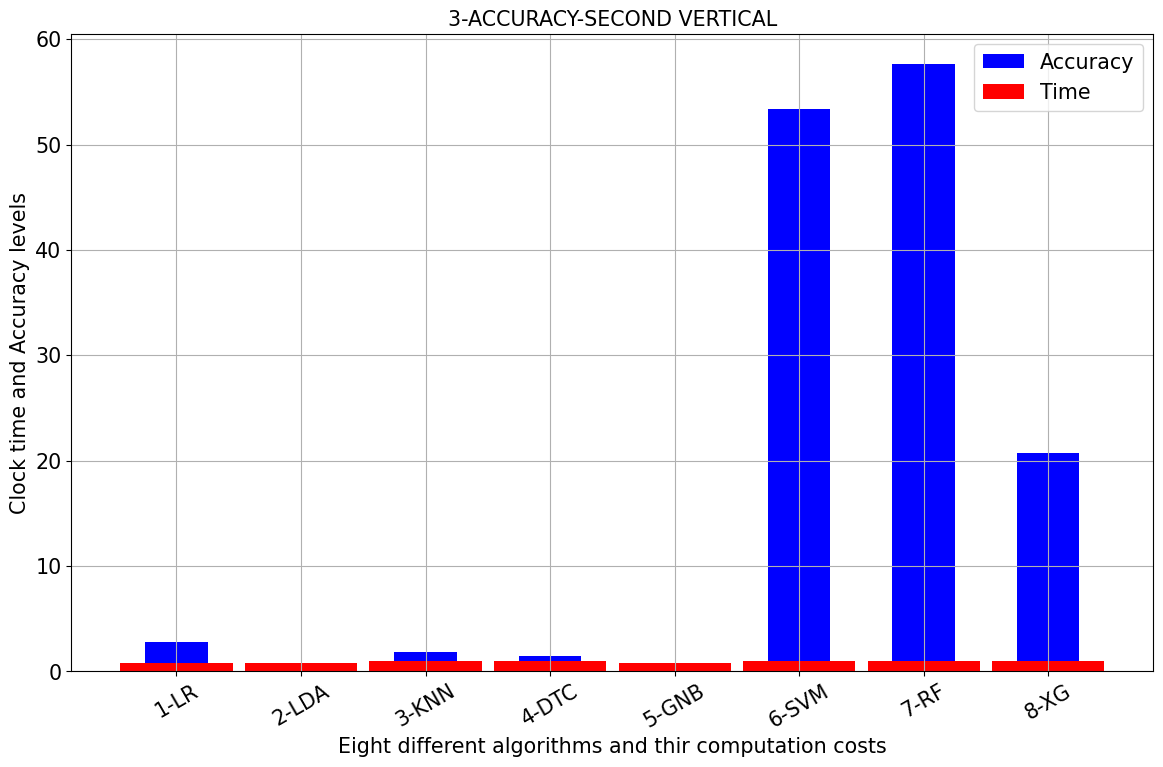 3-ACCURACY-SECOND VERTICAL
Accuracy
Time
Clock time and Accuracy levels
60
50
40
30
20
10
0
1-LR
2-LDA
3-KNN
4-DTC
5-GNB
6-SVM
7-RF
8-XG
Eight different algorithms and thir computation costs